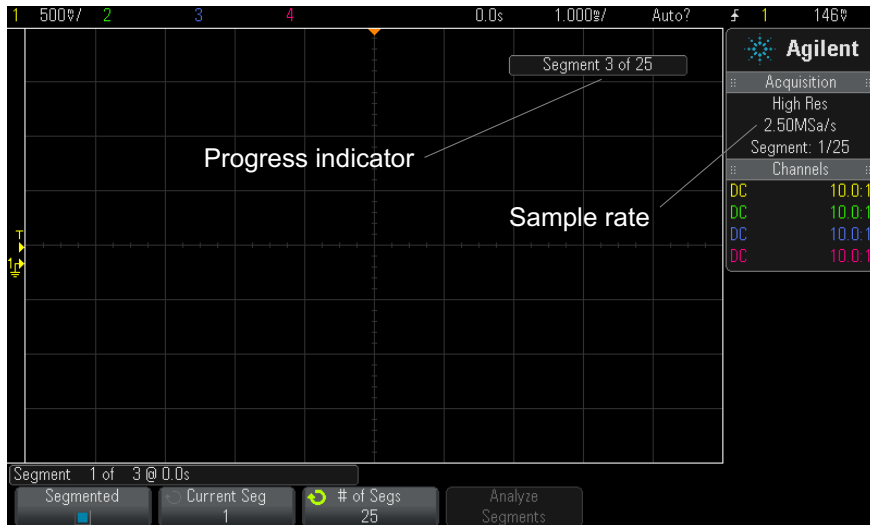 1 500mV/ 2 3 4 0.0s 1.000ms/ Auto? 1 146mV
Segment 3 of 25
Agilent
Acquisition
High Res
2.50MSa/s
Segment: 1/25
Channels
DC 10.0:1
DC 10.0:1
DC 10.0:1
DC 10.0:1
Progress indicator
Sample rate
T
1
Segment 1 of 3 @ 0.0s
Segmented
Current Seg
1
# of Segs
25
Analyze
Segments